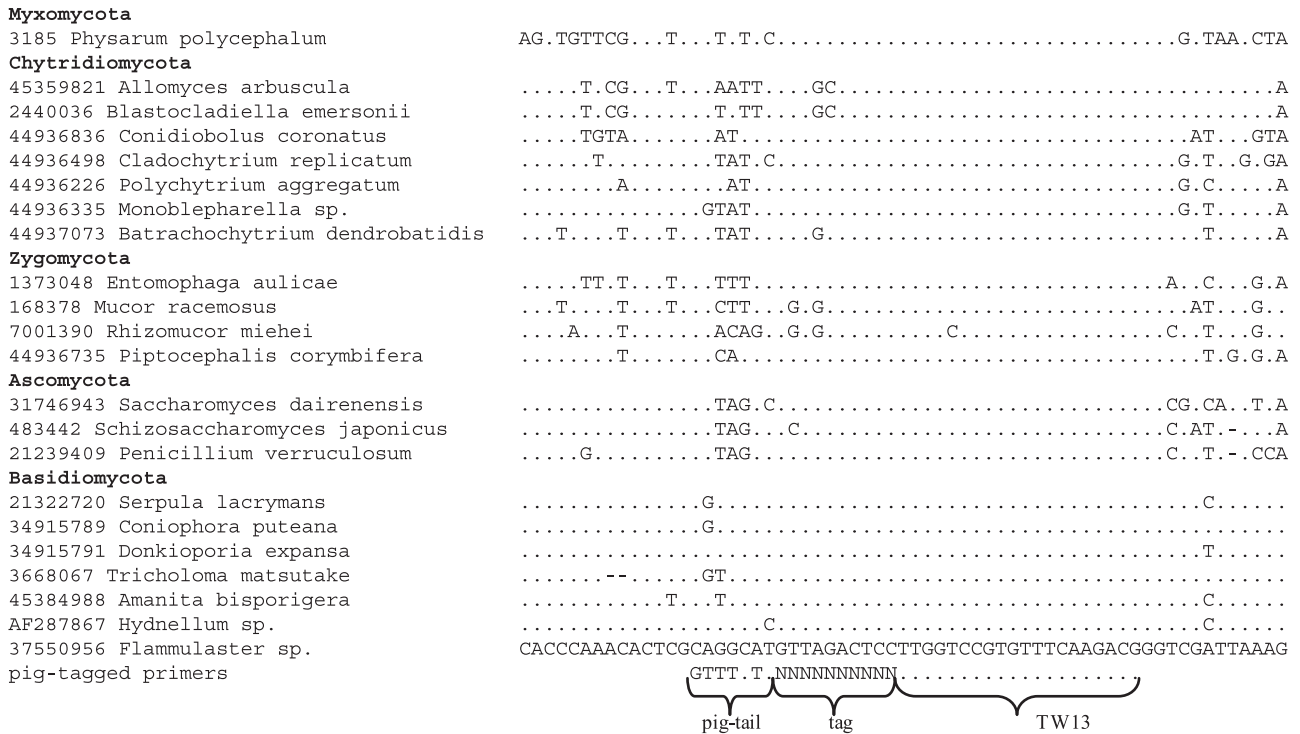 Myxomycota
3185 Physarum polycephalum AG.TGTTCG...T...T.T.C.................................G.TAA.CTA
Chytridiomycota
45359821 Allomyces arbuscula .....T.CG...T...AATT....GC....................................A
2440036 Blastocladiella emersonii .....T.CG...T...T.TT....GC....................................A
44936836 Conidiobolus coronatus .....TGTA.......AT.....................................AT...GTA
44936498 Cladochytrium replicatum ......T.........TAT.C.................................G.T..G.GA
44936226 Polychytrium aggregatum ........A........AT...................................G.C.....A
44936335 Monoblepharella sp. ...............GTAT...................................G.T.....A
44937073 Batrachochytrium dendrobatidis ...T....T...T...TAT.....G...............................T.....A
Zygomycota
1373048 Entomophaga aulicae .....TT.T...T...TTT..................................A..C...G.A
168378 Mucor racemosus ...T....T...T...CTT...G.G..............................AT...G..
7001390 Rhizomucor miehei ....A...T.......ACAG..G.G..........C.................C..T...G..
44936735 Piptocephalis corymbifera ........T.......CA......................................T.G.G.A
Ascomycota
31746943 Saccharomyces dairenensis ................TAG.C................................CG.CA..T.A
483442 Schizosaccharomyces japonicus ................TAG...C..............................C.AT.-...A
21239409 Penicillium verruculosum .....G..........TAG..................................C..T.-.CCA
Basidiomycota
21322720 Serpula lacrymans ...............G........................................C......
34915789 Coniophora puteana ...............G...............................................
34915791 Donkioporia expansa ........................................................T......
3668067 Tricholoma matsutake .......--......GT..............................................
45384988 Amanita bisporigera ............T...T.......................................C......
AF287867 Hydnellum sp. ....................C...................................C......
37550956 Flammulaster sp. CACCCAAACACTCGCAGGCATGTTAGACTCCTTGGTCCGTGTTTCAAGACGGGTCGATTAAAG
pig-tagged primers GTTT.T.NNNNNNNNNN....................
pig-tail tag TW13